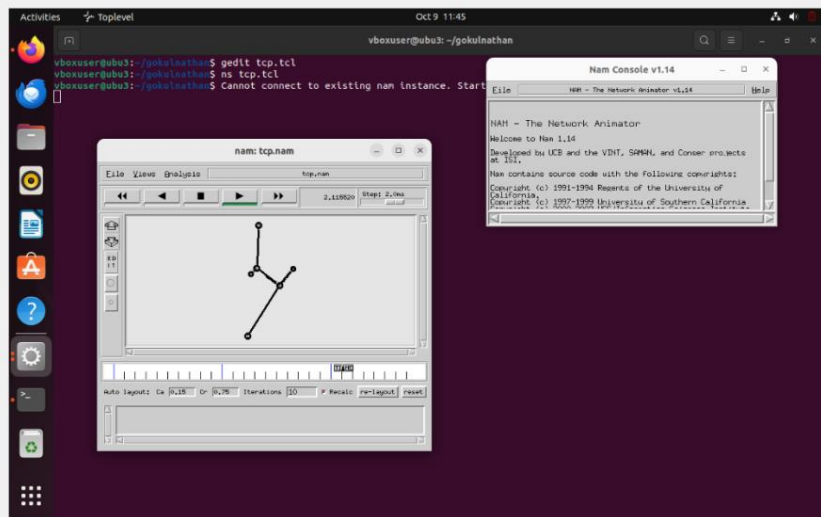 Activities
Toplevel
Oct 9 11:45
vboxuser@ubu3: ~/gokulnathan
vboxuser@ubu3:~/gokulnathan$ gedit tcp.tcl
vboxuser@ubu3:~/gokulnathan$ ns tcp.tcl
vboxuser@ubu3:~/gokulnathan$ Cannot connect to existing nam instance. Start
Nam Console v1.14
File
NAM - The Network Animator v1.14
Help
NAM - The Network Animator
Welcome to Nam 1.14
Developed by UCB and the VINT, SAMAN, and Conser projects
at ISI.
Nam contains source code with the following copyrights:
Copyright (c) 1991-1994 Regents of the University of
California.
Copyright (c) 1997-1999 University of Southern California
nam: tcp.nam
File Views Analysis
tcp.nam
Step: 2.0ms
ED
IT
Auto layout: Ca 0.15 Cr 0.75 Iterations 10 Recalc re-layout reset